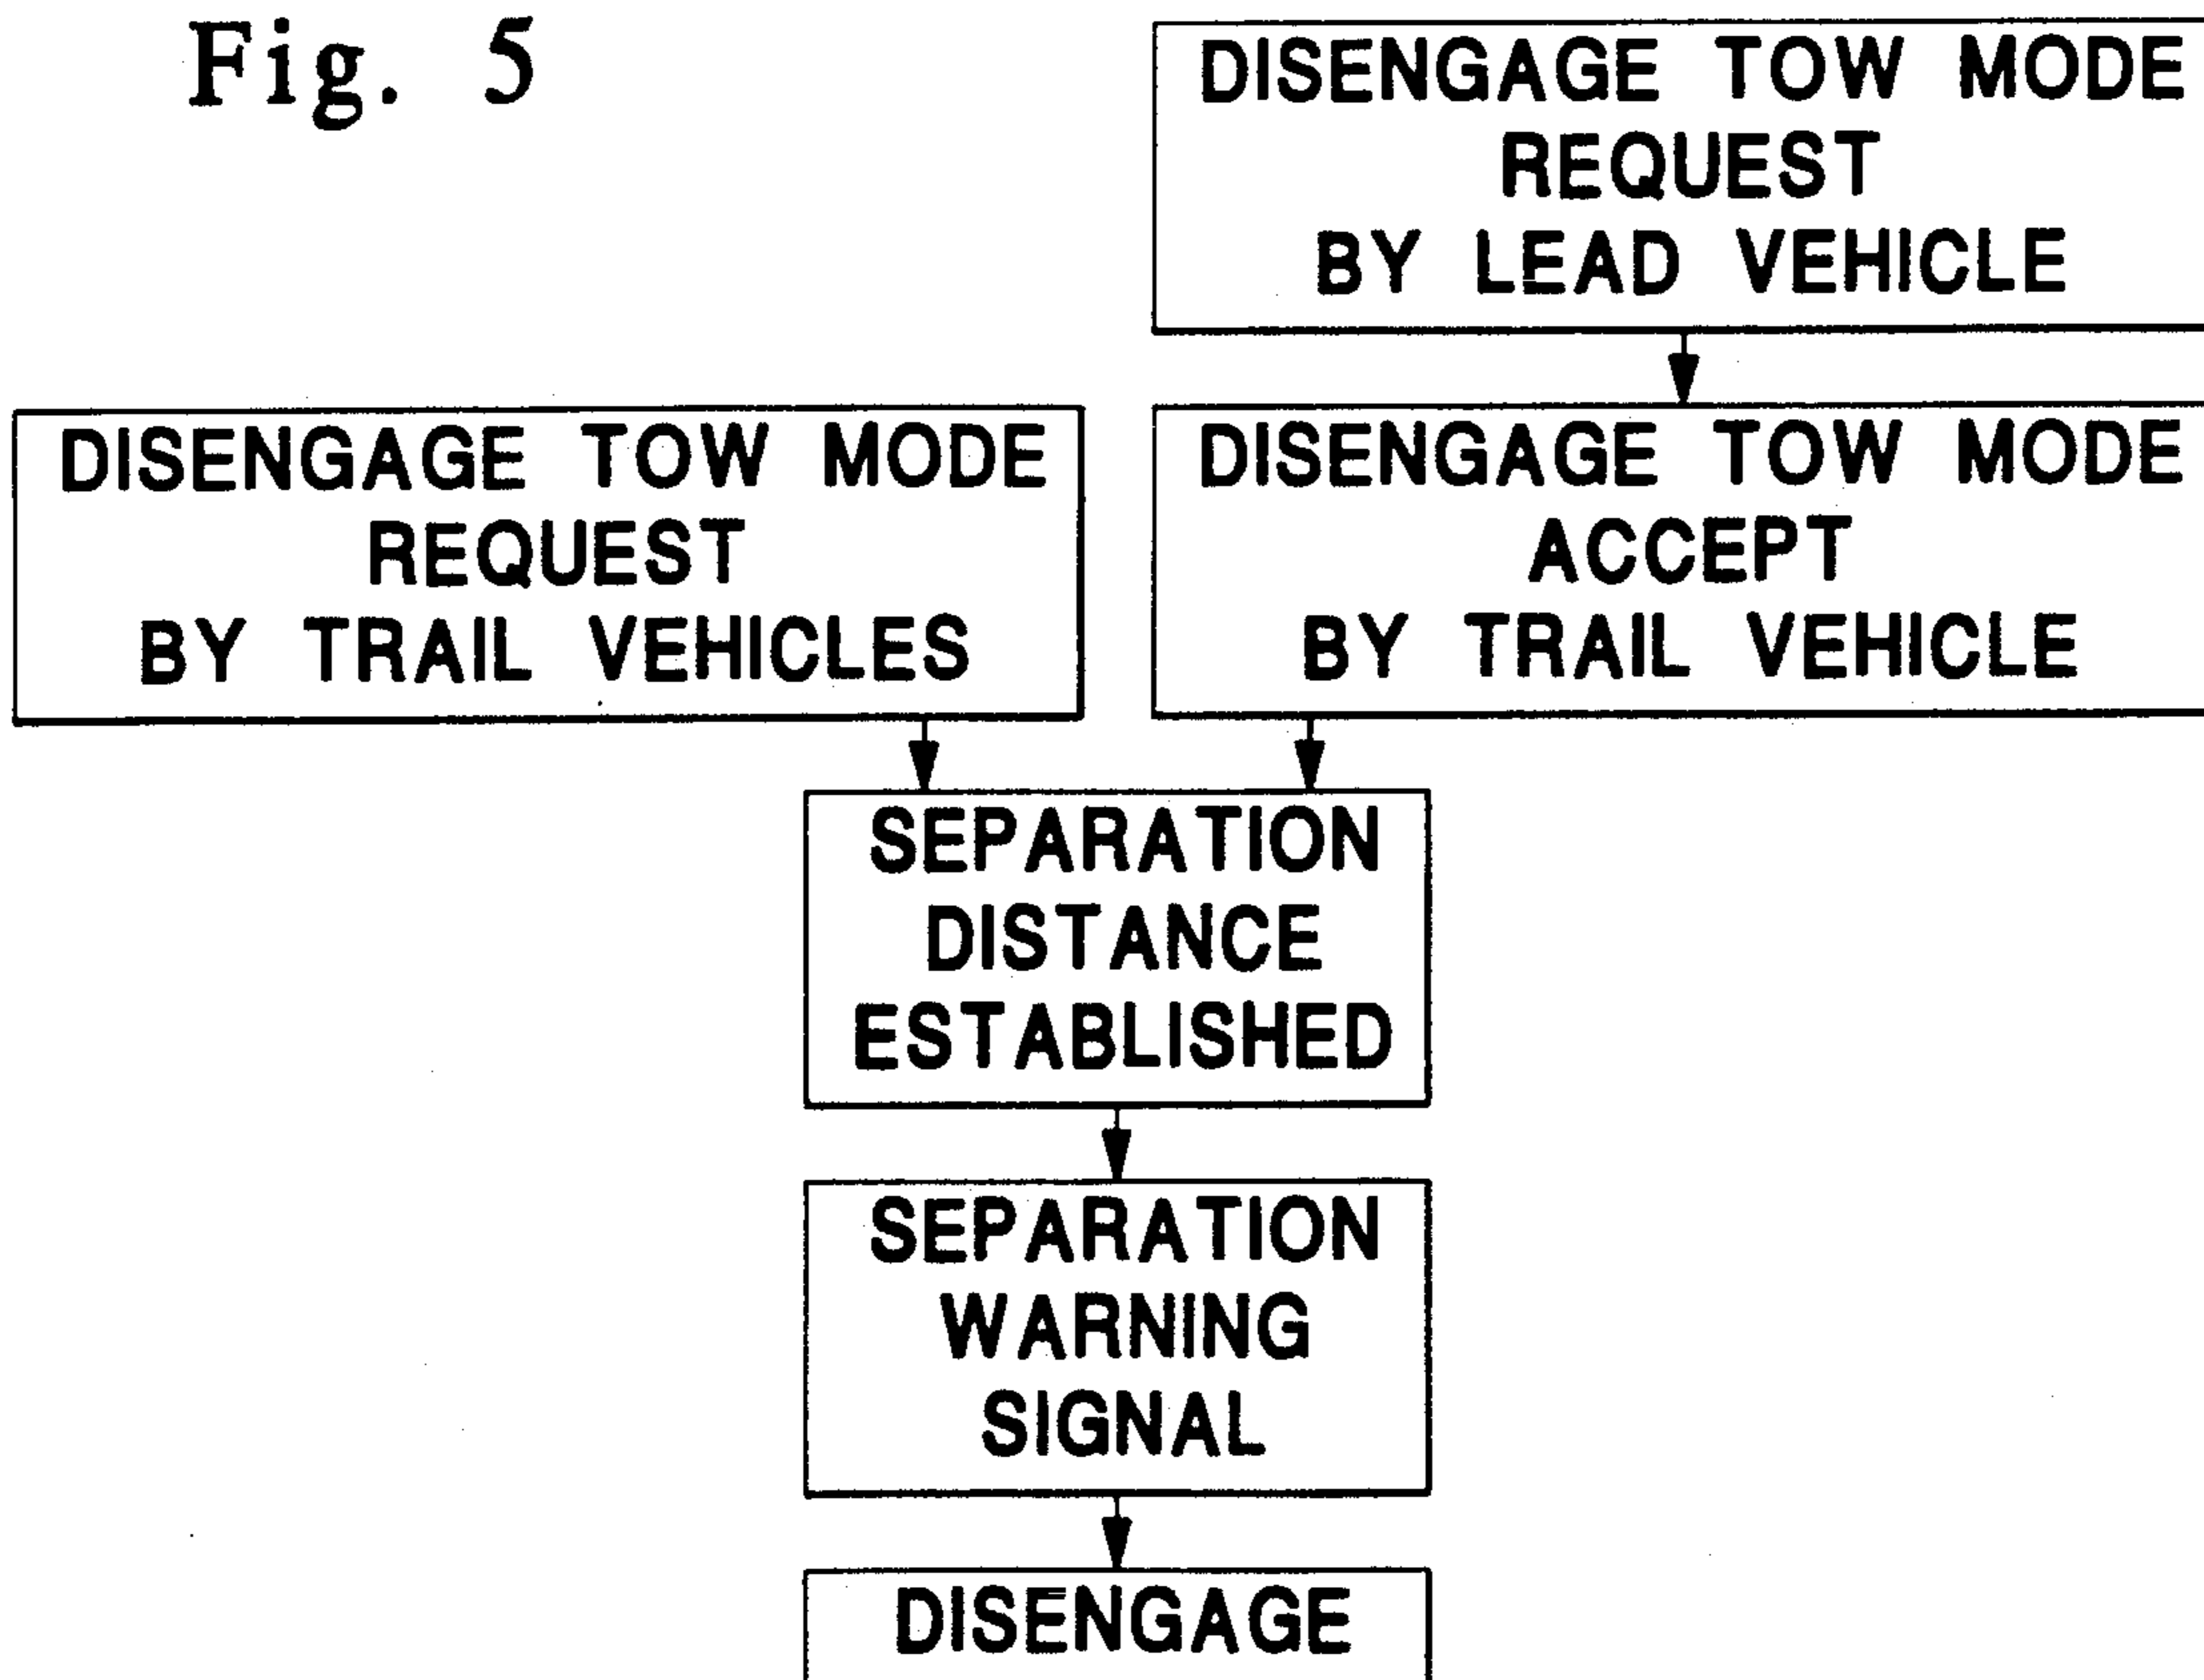 Fig. 5
DISENGAGE TOW MODE
REQUEST
BY LEAD VEHICLE
DISENGAGE TOW MODE
REQUEST
BY TRAIL VEHICLES
DISENGAGE TOW MODE
ACCEPT
BY TRAIL VEHICLE
SEPARATION
DISTANCE
ESTABLISHED
SEPARATION
WARNING
SIGNAL
DISENGAGE